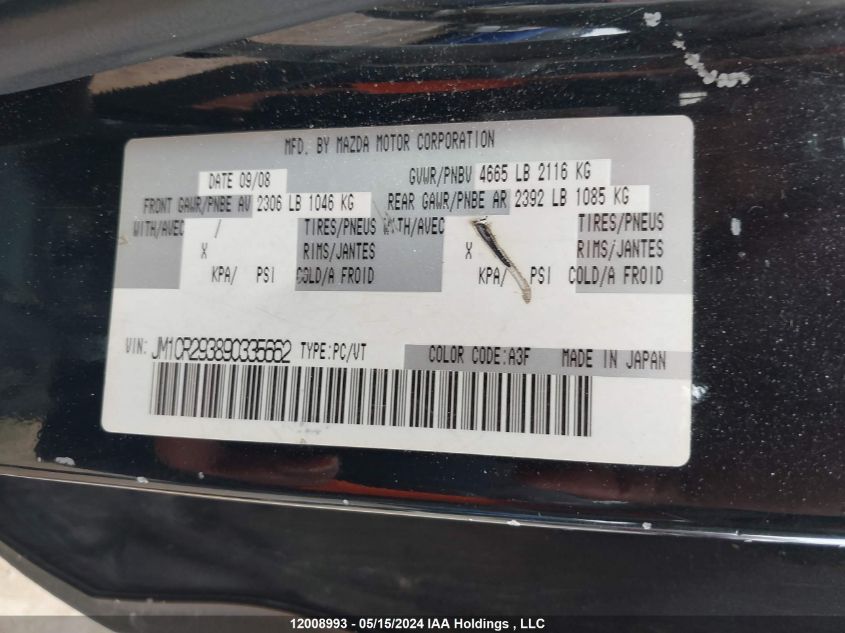 MFD. BY MAZDA MOTOR CORPORATION
DATE 09/08 GVWR/PNBV 4665 LB 2116 KG
FRONT GAWR/PNBE AV 2306 LB 1046 KG REAR GAWR/PNBE AR 2392 LB 1085 KG
WITH/AVEC / TIRES/PNEUS WITH/AVEC TIRES/PNEUS
X RIMS/JANTES X RIMS/JANTES
KPA/ PSI COLD/A FROID KPA/ PSI COLD/A FROID
VIN: JM1CR293890335662 TYPE:PC/VT COLOR CODE:A3F MADE IN JAPAN
12008993 - 05/15/2024 IAA Holdings , LLC